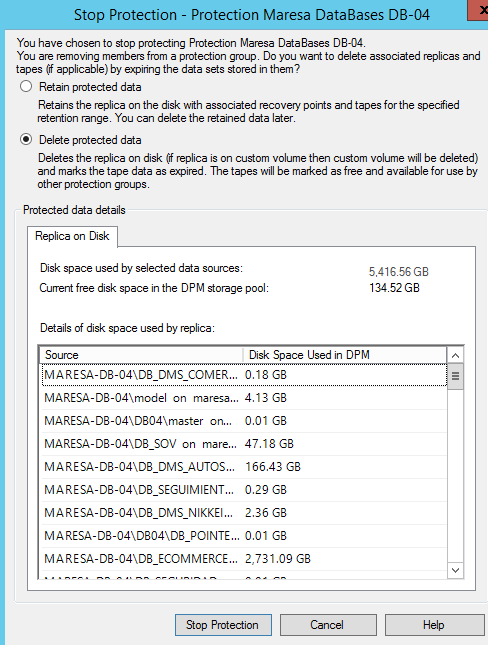 Stop Protection - Protection Maresa DataBases DB-04
x
You have chosen to stop protecting Protection Maresa DataBases DB-04.
You are removing members from a protection group. Do you want to delete associated replicas and
tapes (if applicable) by expiring the data sets stored in them?
Retain protected data
Retains the replica on the disk with associated recovery points and tapes for the specified
retention range. You can delete the retained data later.
Delete protected data
Deletes the replica on disk (if replica is on custom volume then custom volume will be deleted)
and marks the tape data as expired. The tapes will be marked as free and available for use by
other protection groups.
Protected data details
Replica on Disk
Disk space used by selected data sources: 5,416.56 GB
Current free disk space in the DPM storage pool: 134.52 GB
Details of disk space used by replica:
Source Disk Space Used in DPM
MARESA-DB-04\DB_DMS_COMER... 0.18 GB
MARESA-DB-04\model on maresa... 4.13 GB
MARESA-DB-04\DB04\master on... 0.01 GB
MARESA-DB-04\DB_SOV on mare... 47.18 GB
MARESA-DB-04\DB_DMS_AUTOS... 166.43 GB
MARESA-DB-04\DB_SEGUIMIENT... 0.29 GB
MARESA-DB-04\DB_DMS_NIKKEI... 2.36 GB
MARESA-DB-04\DB04\DB_POINTE... 0.01 GB
MARESA-DB-04\DB_ECOMMERCE... 2,731.09 GB
Stop Protection Cancel Help